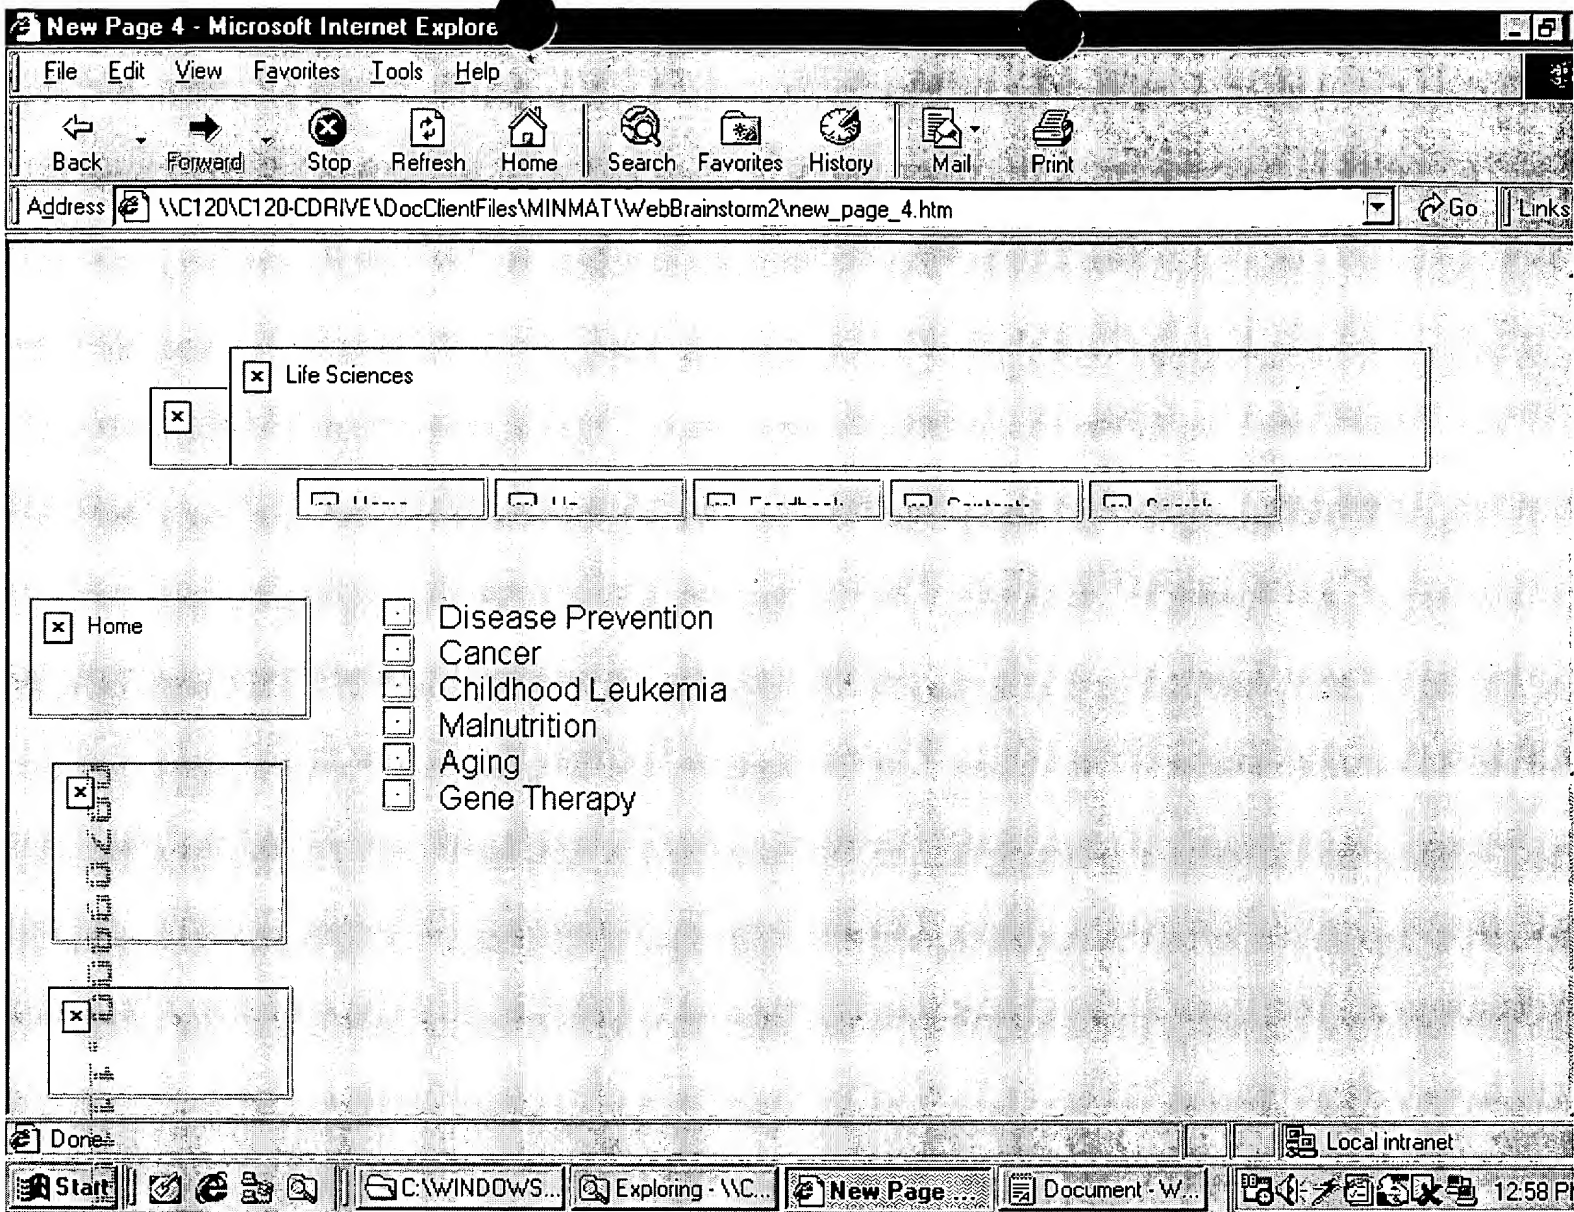 New Page 4 - Microsoft Internet Explore
File Edit View Favorites Tools Help
Back Forward Stop Refresh Home Search Favorites History Mail Print
Address \\C120\C120-CDRIVE\DocClientFiles\MINMAT\WebBrainstorm2\new_page_4.htm Go Links
Life Sciences
Home
Disease Prevention
Cancer
Childhood Leukemia
Malnutrition
Aging
Gene Therapy
Done
Local intranet
Start C:\WINDOWS... Exploring - \\C... New Page ... Document - W... 12:58 P